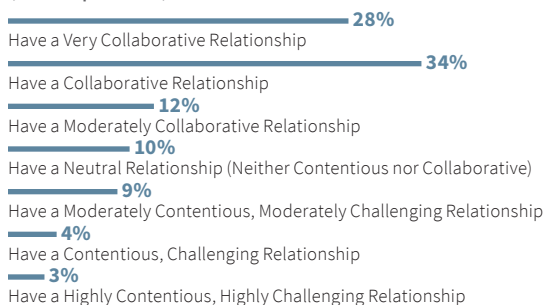 28%
Have a Very Collaborative Relationship
34%
Have a Collaborative Relationship
12%
Have a Moderately Collaborative Relationship
10%
Have a Neutral Relationship (Neither Contentious nor Collaborative)
9%
Have a Moderately Contentious, Moderately Challenging Relationship
4%
Have a Contentious, Challenging Relationship
3%
Have a Highly Contentious, Highly Challenging Relationship